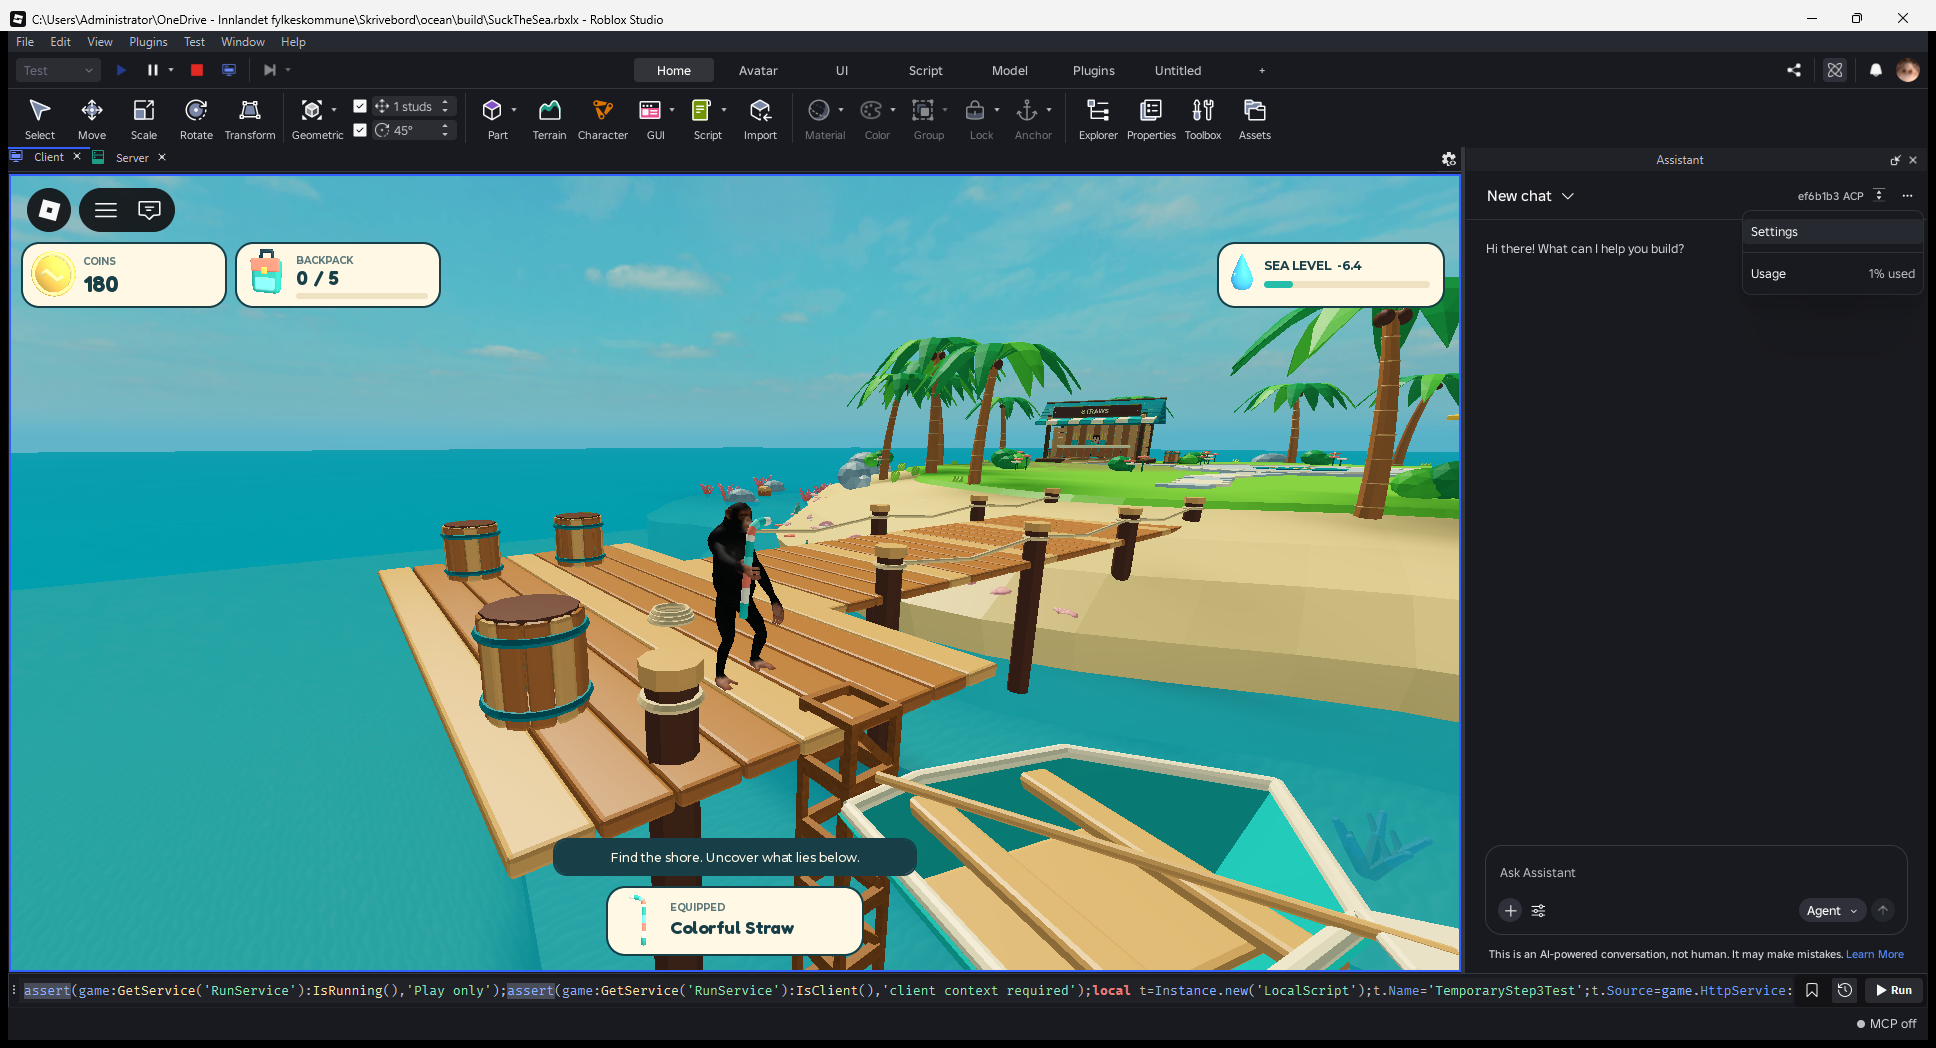 C:\Users\Administrator\OneDrive - Innlandet fylkeskommune\Skrivebord\ocean\build\SuckTheSea.rbxlx - Roblox Studio
File Edit View Plugins Test Window Help
Test Home Avatar UI Script Model Plugins Untitled +
1 studs
45°
Select Move Scale Rotate Transform Geometric Part Terrain Character GUI Script Import Material Color Group Lock Anchor Explorer Properties Toolbox Assets
Client Server
Assistant
New chat
ef6b1b3 ACP
Settings
Usage 1% used
Hi there! What can I help you build?
COINS
180
BACKPACK
0 / 5
SEA LEVEL -6.4
STRAWS
Find the shore. Uncover what lies below.
EQUIPPED
Colorful Straw
Ask Assistant
Agent
This is an AI-powered conversation, not human. It may make mistakes. Learn More
assert(game:GetService('RunService'):IsRunning(),'Play only');assert(game:GetService('RunService'):IsClient(),'client context required');local t=Instance.new('LocalScript');t.Name='TemporaryStep3Test';t.Source=game.HttpService:
Run
MCP off